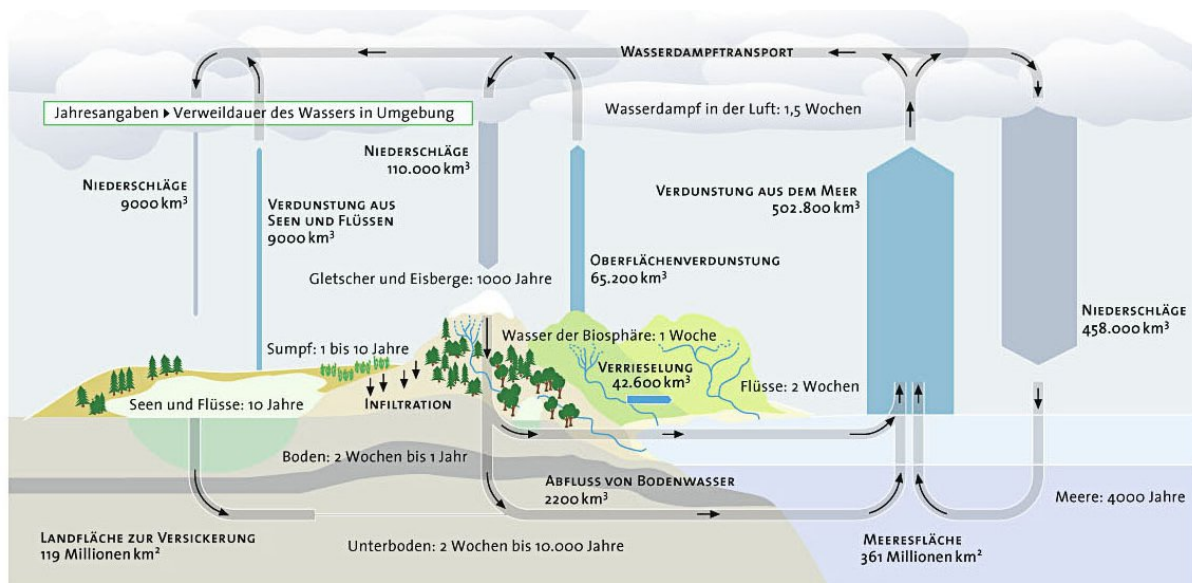 WASSERDAMPFTRANSPORT
Jahresangaben ▶ Verweildauer des Wassers in Umgebung
Wasserdampf in der Luft: 1,5 Wochen
NIEDERSCHLÄGE
9000 km³
VERDUNSTUNG AUS
SEEN UND FLÜSSEN
9000 km³
NIEDERSCHLÄGE
110.000 km³
VERDUNSTUNG AUS DEM MEER
502.800 km³
OBERFLÄCHENVERDUNSTUNG
65.200 km³
Gletscher und Eisberge: 1000 Jahre
NIEDERSCHLÄGE
458.000 km³
Sumpf: 1 bis 10 Jahre
Wasser der Biosphäre: 1 Woche
VERRIESELUNG
42.600 km³
Flüsse: 2 Wochen
Seen und Flüsse: 10 Jahre
INFILTRATION
Boden: 2 Wochen bis 1 Jahr
ABFLUSS VON BODENWASSER
2200 km³
Meere: 4000 Jahre
LANDFLÄCHE ZUR VERSICKERUNG
119 Millionen km²
Unterboden: 2 Wochen bis 10.000 Jahre
MEERESFLÄCHE
361 Millionen km²